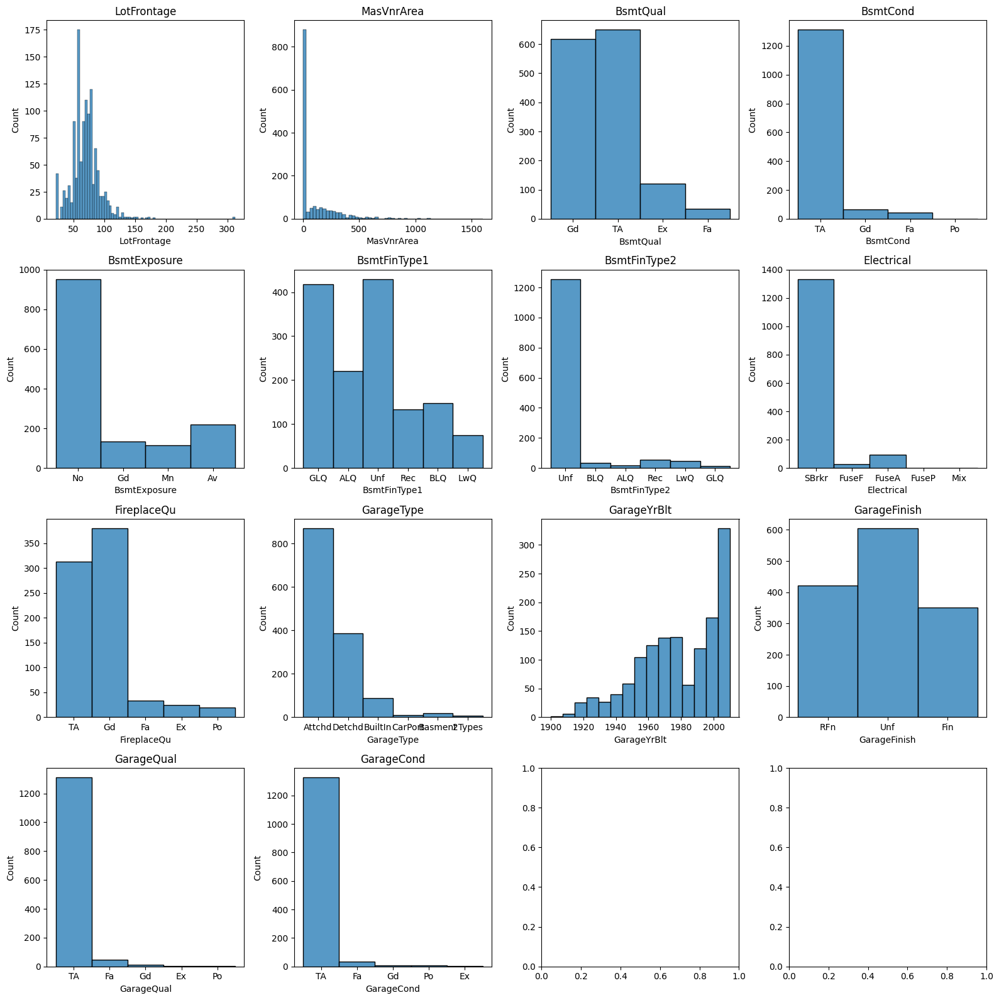 LotFrontage
175
150
125
100
75
50
25
0
Count
50 100 150 200 250 300
LotFrontage
MasVnrArea
800
600
400
200
0
Count
0 500 1000 1500
MasVnrArea
BsmtQual
600
500
400
300
200
100
0
Count
Gd TA Ex Fa
BsmtQual
BsmtCond
1200
1000
800
600
400
200
0
Count
TA Gd Fa Po
BsmtCond
BsmtExposure
1000
800
600
400
200
0
Count
No Gd Mn Av
BsmtExposure
BsmtFinType1
400
300
200
100
0
Count
GLQ ALQ Unf Rec BLQ LwQ
BsmtFinType1
BsmtFinType2
1200
1000
800
600
400
200
0
Count
Unf BLQ ALQ Rec LwQ GLQ
BsmtFinType2
Electrical
1400
1200
1000
800
600
400
200
0
Count
SBrkr FuseF FuseA FuseP Mix
Electrical
FireplaceQu
350
300
250
200
150
100
50
0
Count
TA Gd Fa Ex Po
FireplaceQu
GarageType
800
600
400
200
0
Count
Attchd Detchd BuiltIn CarPort Basment 2Types
GarageType
GarageYrBlt
300
250
200
150
100
50
0
Count
1900 1920 1940 1960 1980 2000
GarageYrBlt
GarageFinish
600
500
400
300
200
100
0
Count
RFn Unf Fin
GarageFinish
GarageQual
1200
1000
800
600
400
200
0
Count
TA Fa Gd Ex Po
GarageQual
GarageCond
1200
1000
800
600
400
200
0
Count
TA Fa Gd Po Ex
GarageCond
1.0
0.8
0.6
0.4
0.2
0.0
0.0 0.2 0.4 0.6 0.8 1.0
1.0
0.8
0.6
0.4
0.2
0.0
0.0 0.2 0.4 0.6 0.8 1.0